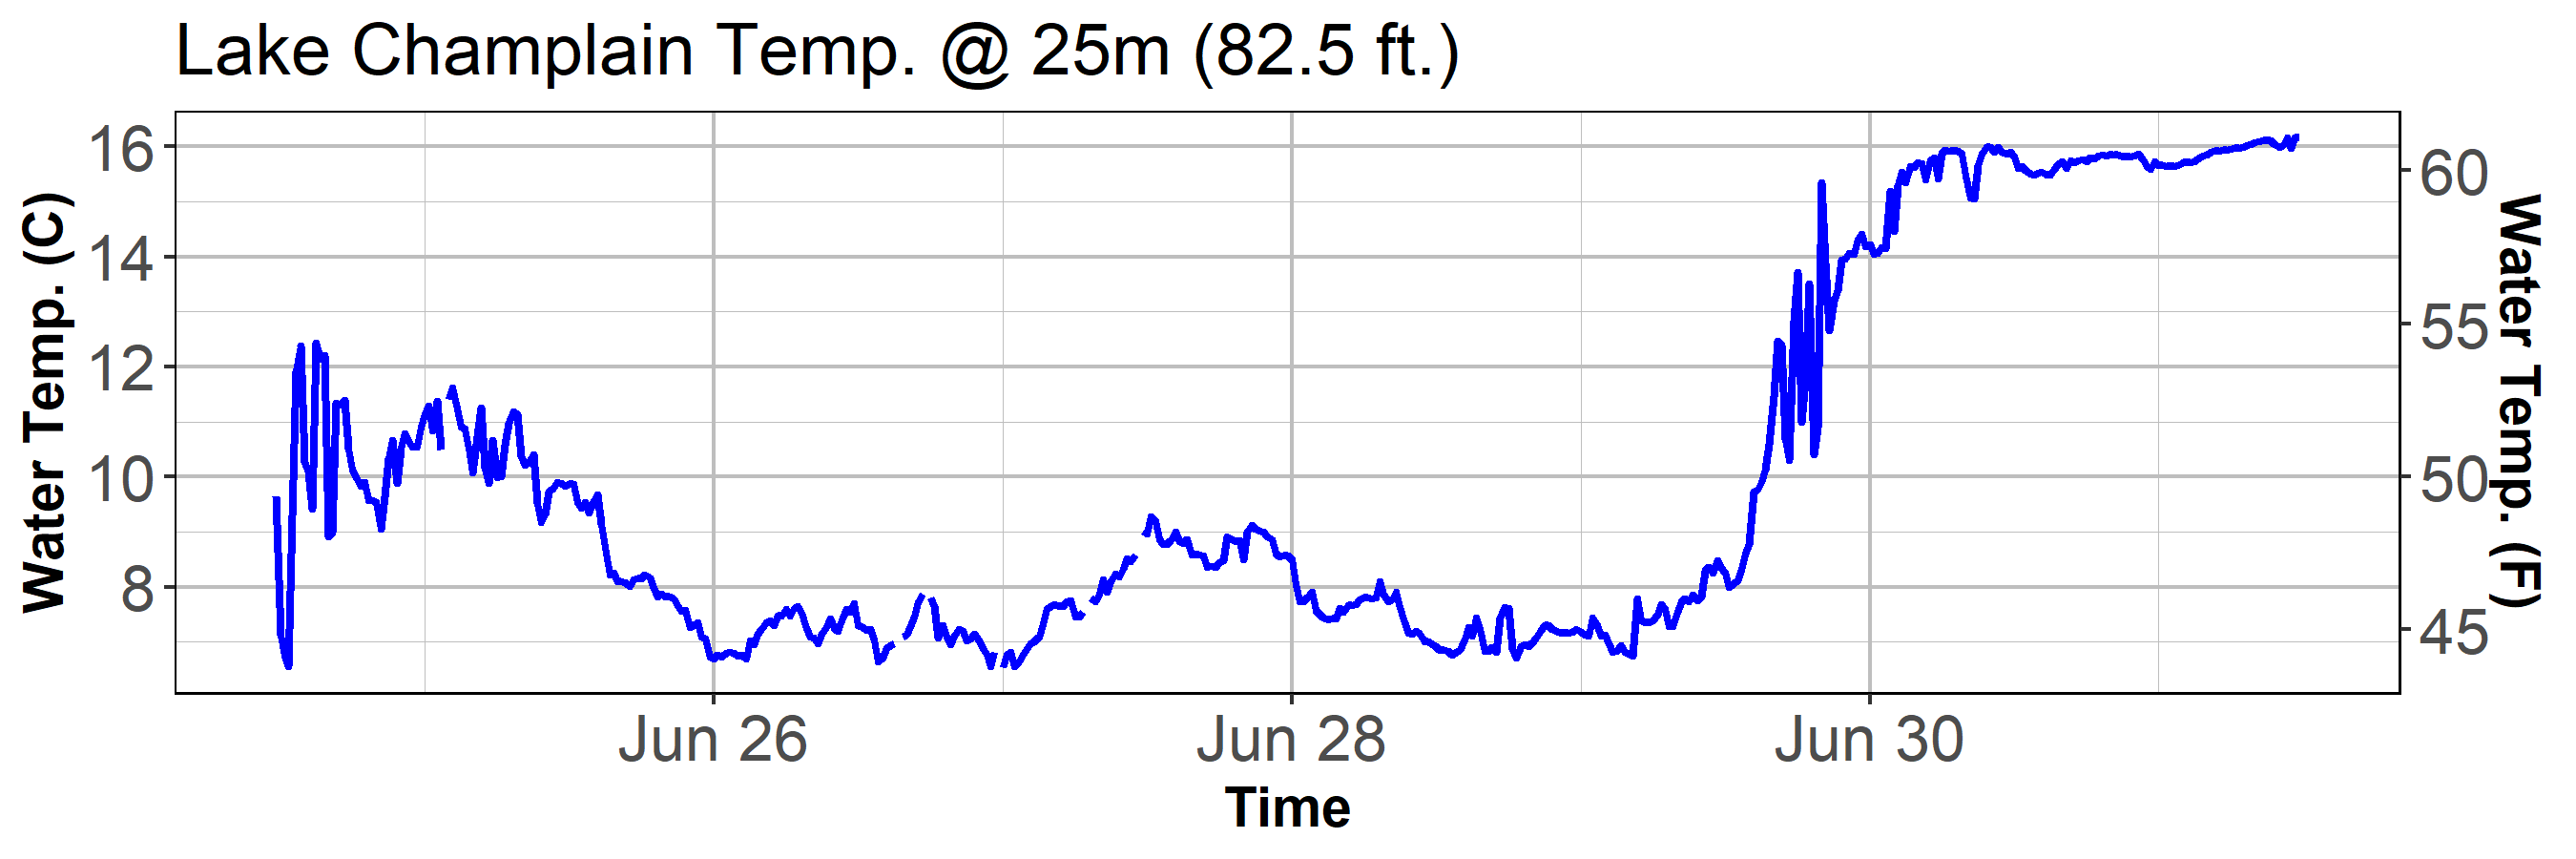 Lake Champlain Temp. @ 25m (82.5 ft.)
Water Temp. (C)
16
14
12
10
8
60
55
50
45
Water Temp. (F)
Jun 26
Jun 28
Jun 30
Time